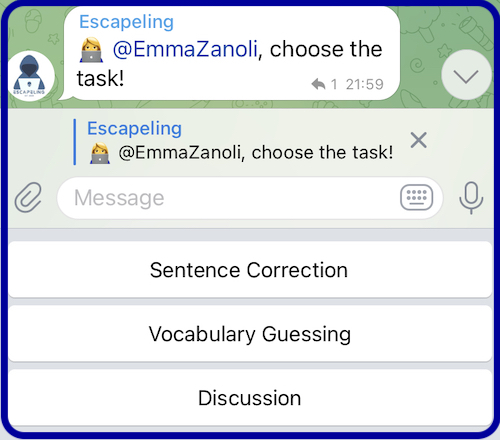 Escapeling
🧑‍💻 @EmmaZanoli, choose the
task!
1 21:59
ESCAPELING
Escapeling
🧑‍💻 @EmmaZanoli, choose the task!
Message
Sentence Correction
Vocabulary Guessing
Discussion